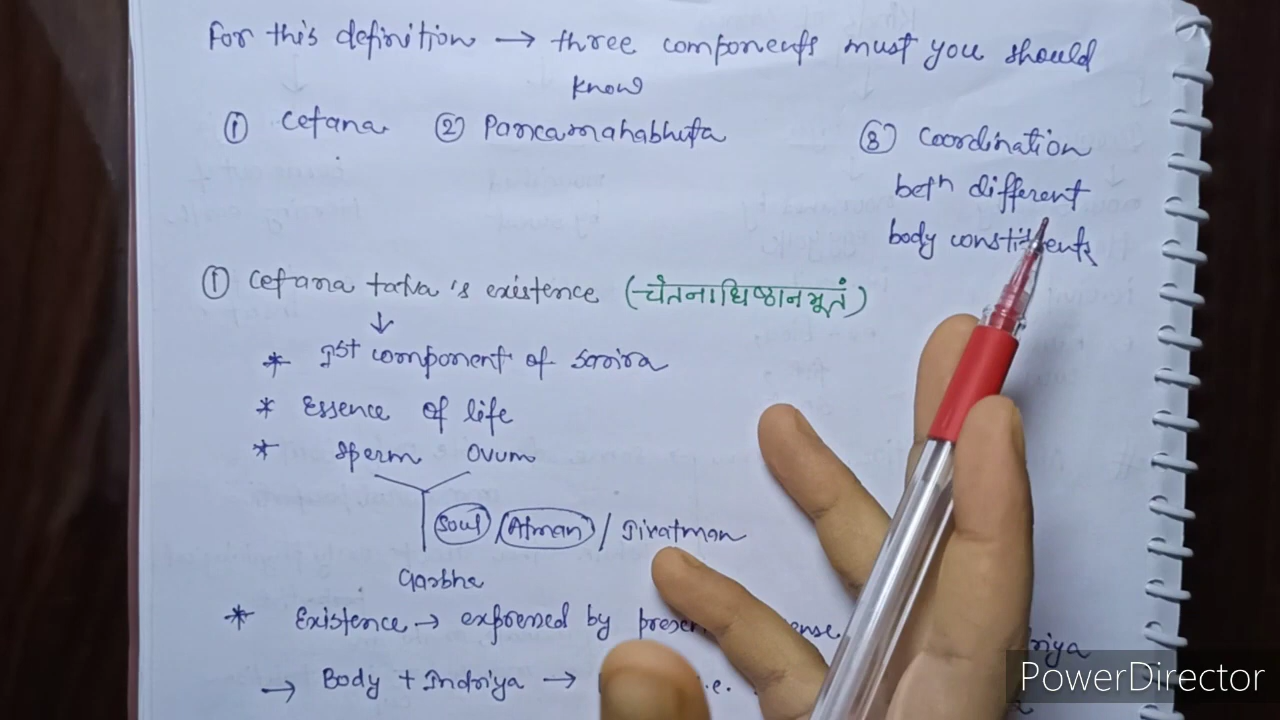 For this definition → three components must you should
know
① Cetana ② Pancamahabhuta ③ Coordination
betn different
body constituents
① Cetana tatva's existence (चेतनाधिष्ठानभूतं)
↓
* 1st component of sarira
* Essence of life
* sperm ovum
Soul / Atman / Jivatman
Garbha
* Existence → expressed by
→ Body + Indriya → i.e.
PowerDirector